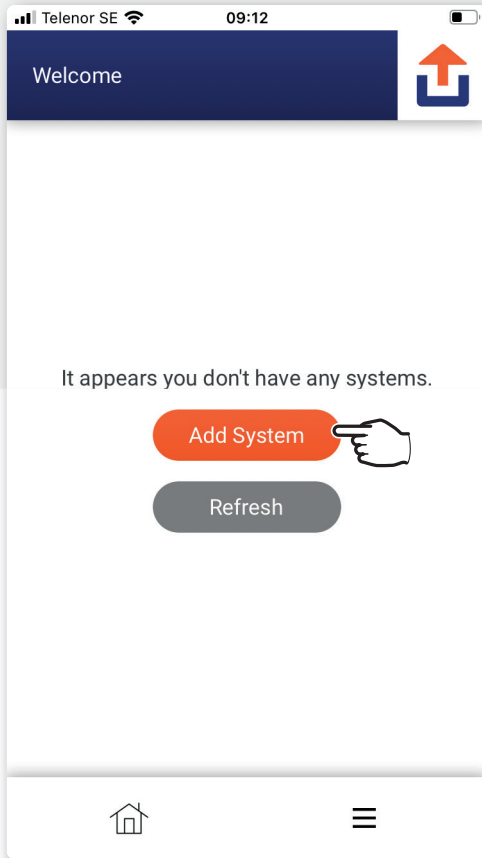 Telenor SE 09:12
Welcome
It appears you don't have any systems.
Add System
Refresh